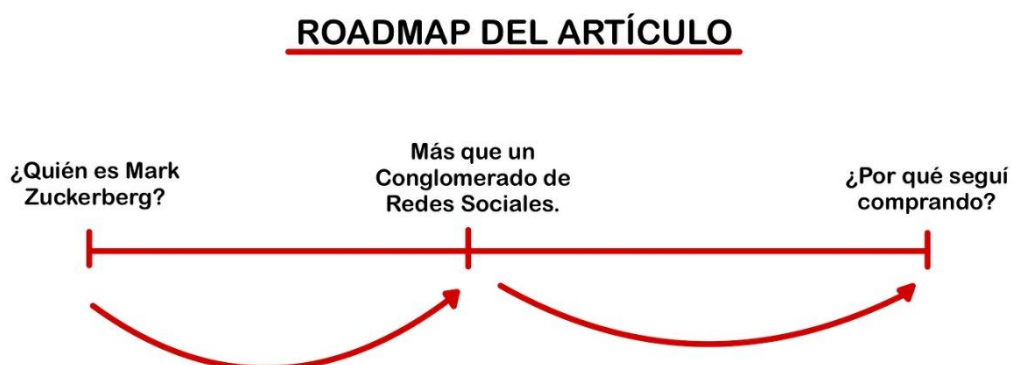 ROADMAP DEL ARTÍCULO
¿Quién es Mark
Zuckerberg?
Más que un
Conglomerado de
Redes Sociales.
¿Por qué seguí
comprando?